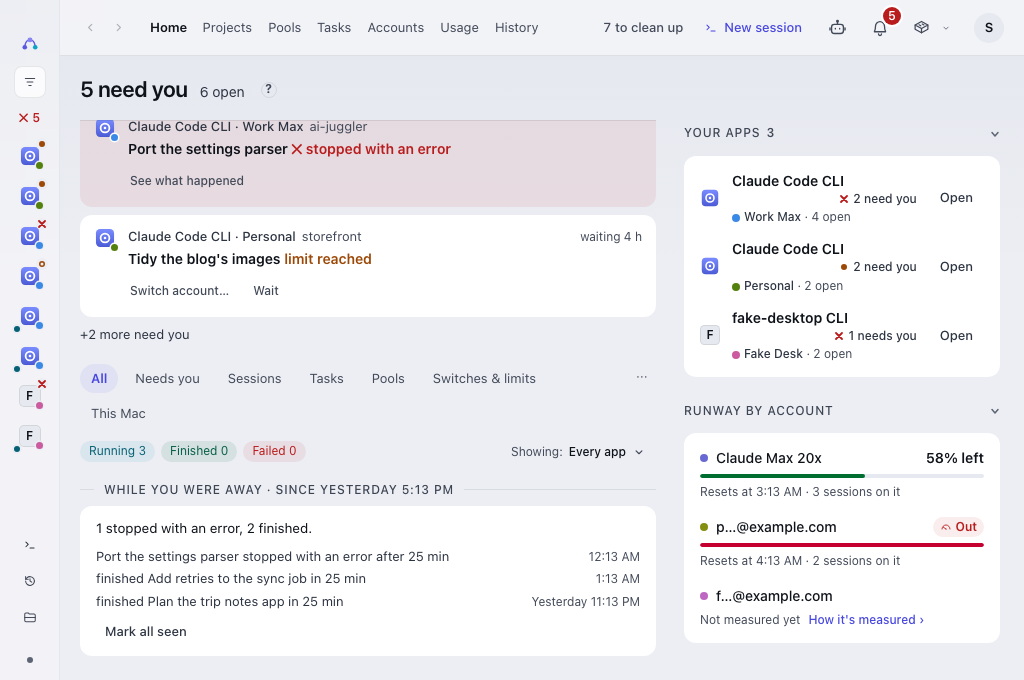 Home
Projects
Pools
Tasks
Accounts
Usage
History
7 to clean up
New session
5
S
5 need you
6 open
?
5
F
F
Claude Code CLI · Work Max ai-juggler
Port the settings parser stopped with an error
See what happened
Claude Code CLI · Personal storefront
waiting 4 h
Tidy the blog's images limit reached
Switch account...
Wait
+2 more need you
All
Needs you
Sessions
Tasks
Pools
Switches & limits
···
This Mac
Running 3
Finished 0
Failed 0
Showing: Every app
WHILE YOU WERE AWAY · SINCE YESTERDAY 5:13 PM
1 stopped with an error, 2 finished.
Port the settings parser stopped with an error after 25 min
12:13 AM
finished Add retries to the sync job in 25 min
1:13 AM
finished Plan the trip notes app in 25 min
Yesterday 11:13 PM
Mark all seen
YOUR APPS 3
Claude Code CLI
2 need you
Open
Work Max · 4 open
Claude Code CLI
2 need you
Open
Personal · 2 open
F
fake-desktop CLI
1 needs you
Open
Fake Desk · 2 open
RUNWAY BY ACCOUNT
Claude Max 20x
58% left
Resets at 3:13 AM · 3 sessions on it
p...@example.com
Out
Resets at 4:13 AM · 2 sessions on it
f...@example.com
Not measured yet
How it's measured ›